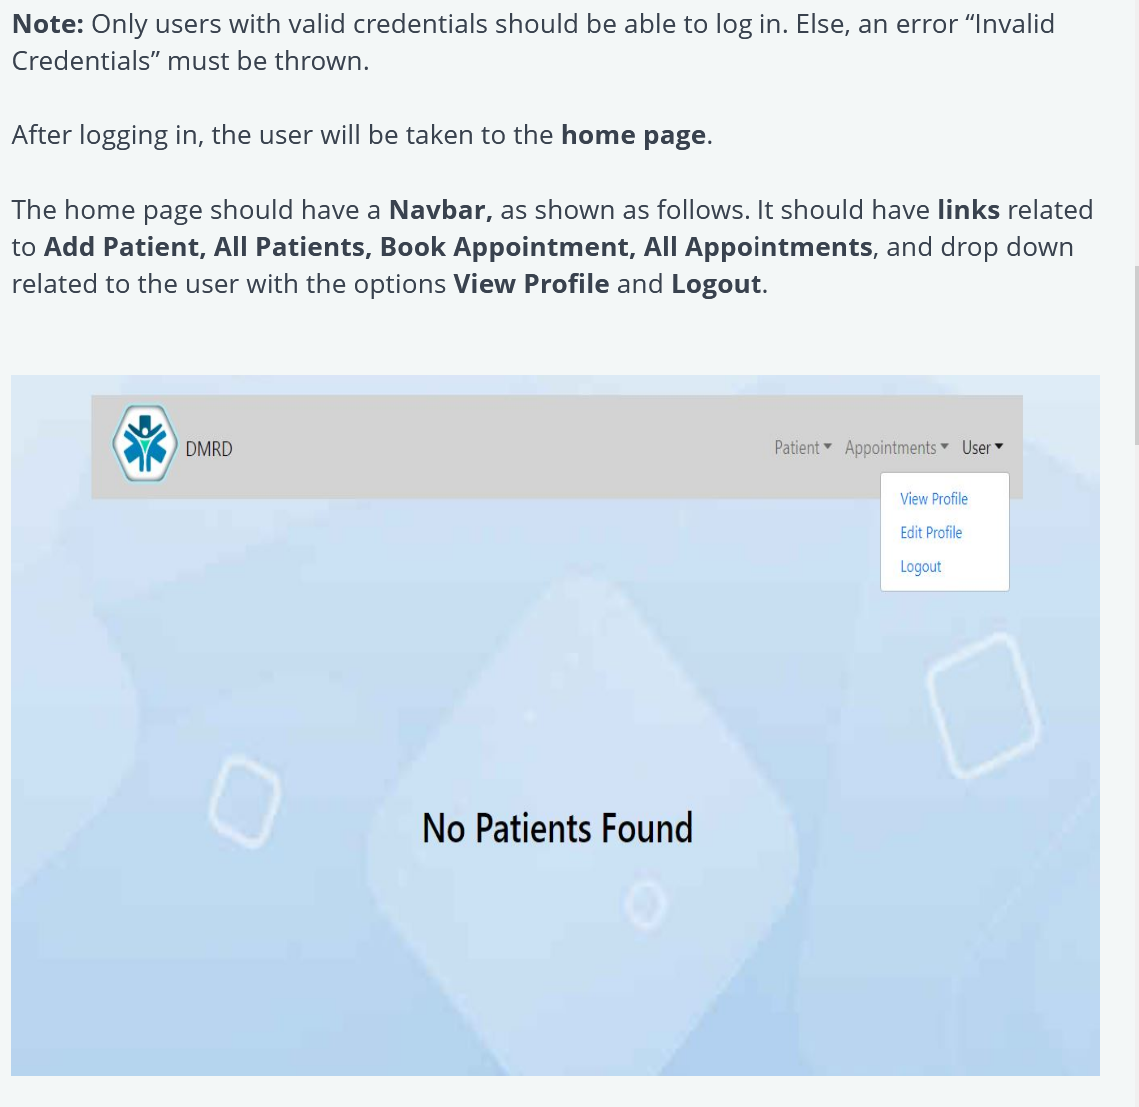 Note: Only users with valid credentials should be able to log in. Else, an error “Invalid
Credentials” must be thrown.
After logging in, the user will be taken to the home page.
The home page should have a Navbar, as shown as follows. It should have links related
to Add Patient, All Patients, Book Appointment, All Appointments, and drop down
related to the user with the options View Profile and Logout.
DMRD
Patient Appointments User
View Profile
Edit Profile
Logout
No Patients Found